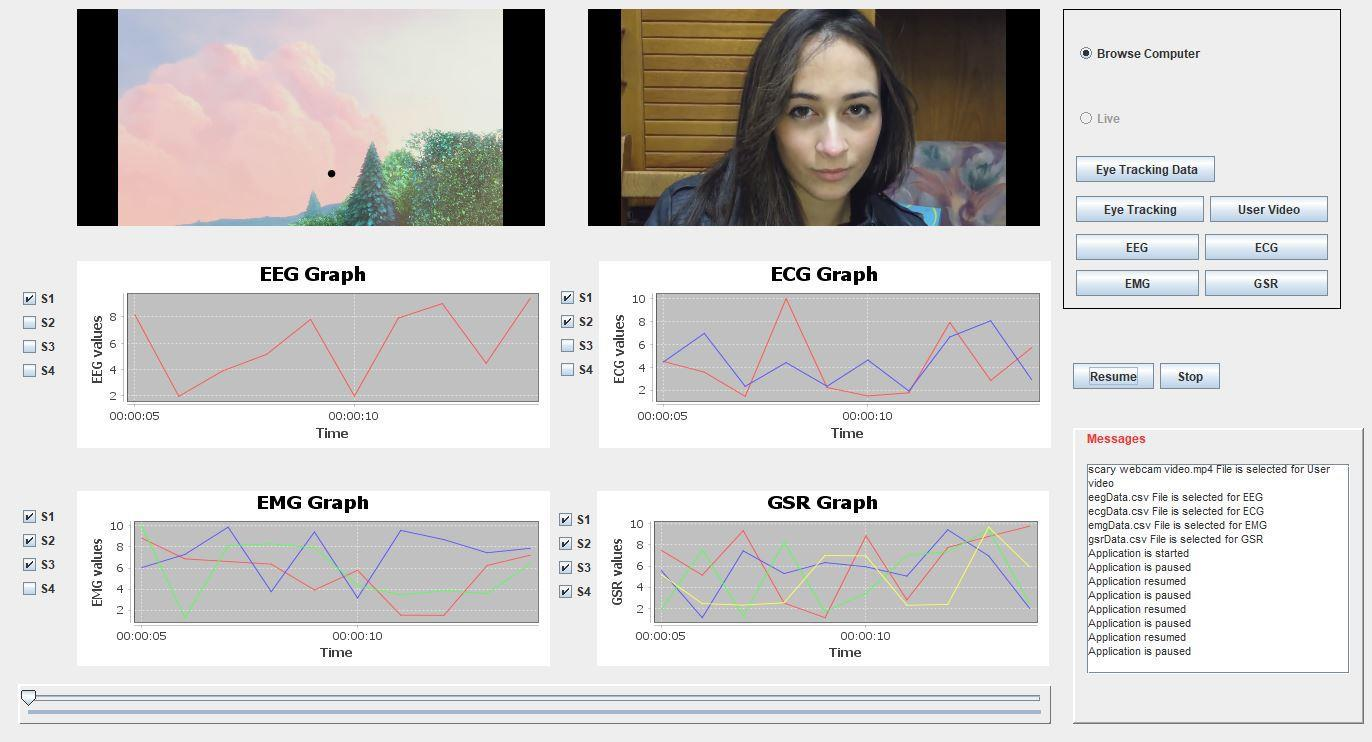 Browse Computer
Live
Eye Tracking Data
Eye Tracking
User Video
EEG
ECG
EMG
GSR
EEG Graph
S1
S2
S3
S4
EEG values
8
6
4
2
00:00:05
00:00:10
Time
ECG Graph
S1
S2
S3
S4
ECG values
10
8
6
4
2
00:00:05
00:00:10
Time
Resume
Stop
EMG Graph
S1
S2
S3
S4
EMG values
10
8
6
4
2
00:00:05
00:00:10
Time
GSR Graph
S1
S2
S3
S4
GSR values
10
8
6
4
2
00:00:05
00:00:10
Time
Messages
scary webcam video.mp4 File is selected for User
video
eegData.csv File is selected for EEG
ecgData.csv File is selected for ECG
emgData.csv File is selected for EMG
gsrData.csv File is selected for GSR
Application is started
Application is paused
Application resumed
Application is paused
Application resumed
Application is paused
Application resumed
Application is paused